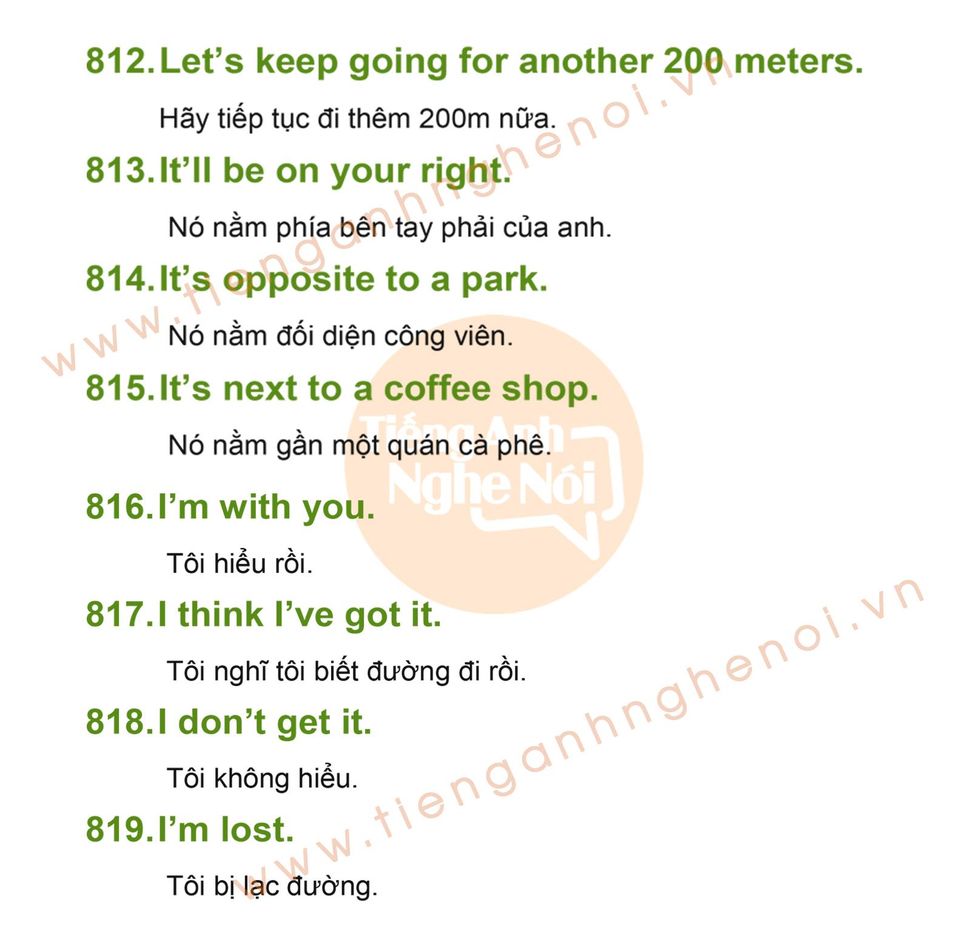 812.Let's keep going for another 200 meters.
Hãy tiếp tục đi thêm 200m nữa.
813.It'll be on your right.
Nó nằm phía bên tay phải của anh.
814.It's opposite to a park.
Nó nằm đối diện công viên.
815.It's next to a coffee shop.
Nó nằm gần một quán cà phê.
816.I'm with you.
Tôi hiểu rồi.
817.I think I've got it.
Tôi nghĩ tôi biết đường đi rồi.
818.I don't get it.
Tôi không hiểu.
819.I'm lost.
Tôi bị lạc đường.
www.tienganhnghenoi.vn
Tiếng Anh
Nghe Nói
www.tienganhnghenoi.vn